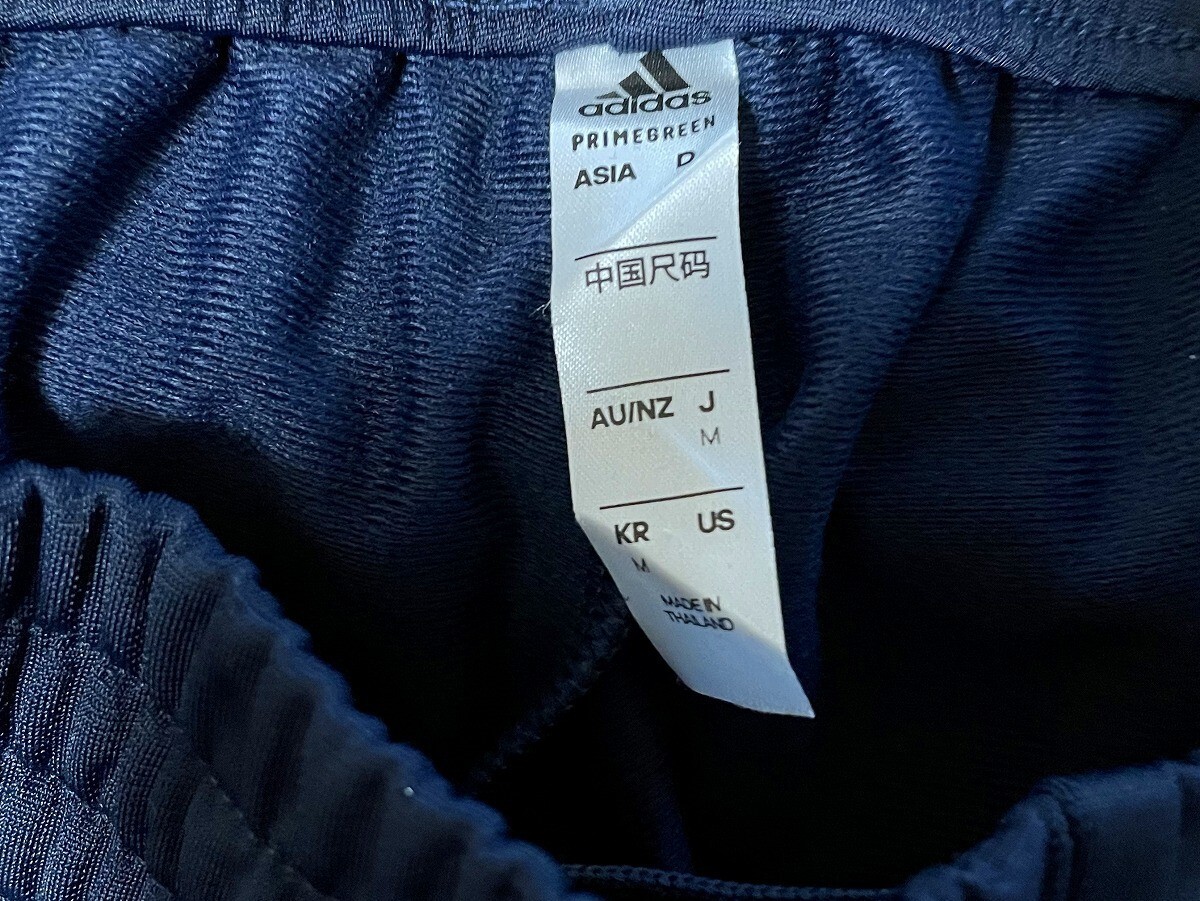 adidas
PRIMEGREEN
ASIA D
中国尺码
AU/NZ J
M
KR US
M
MADE IN
THAILAND